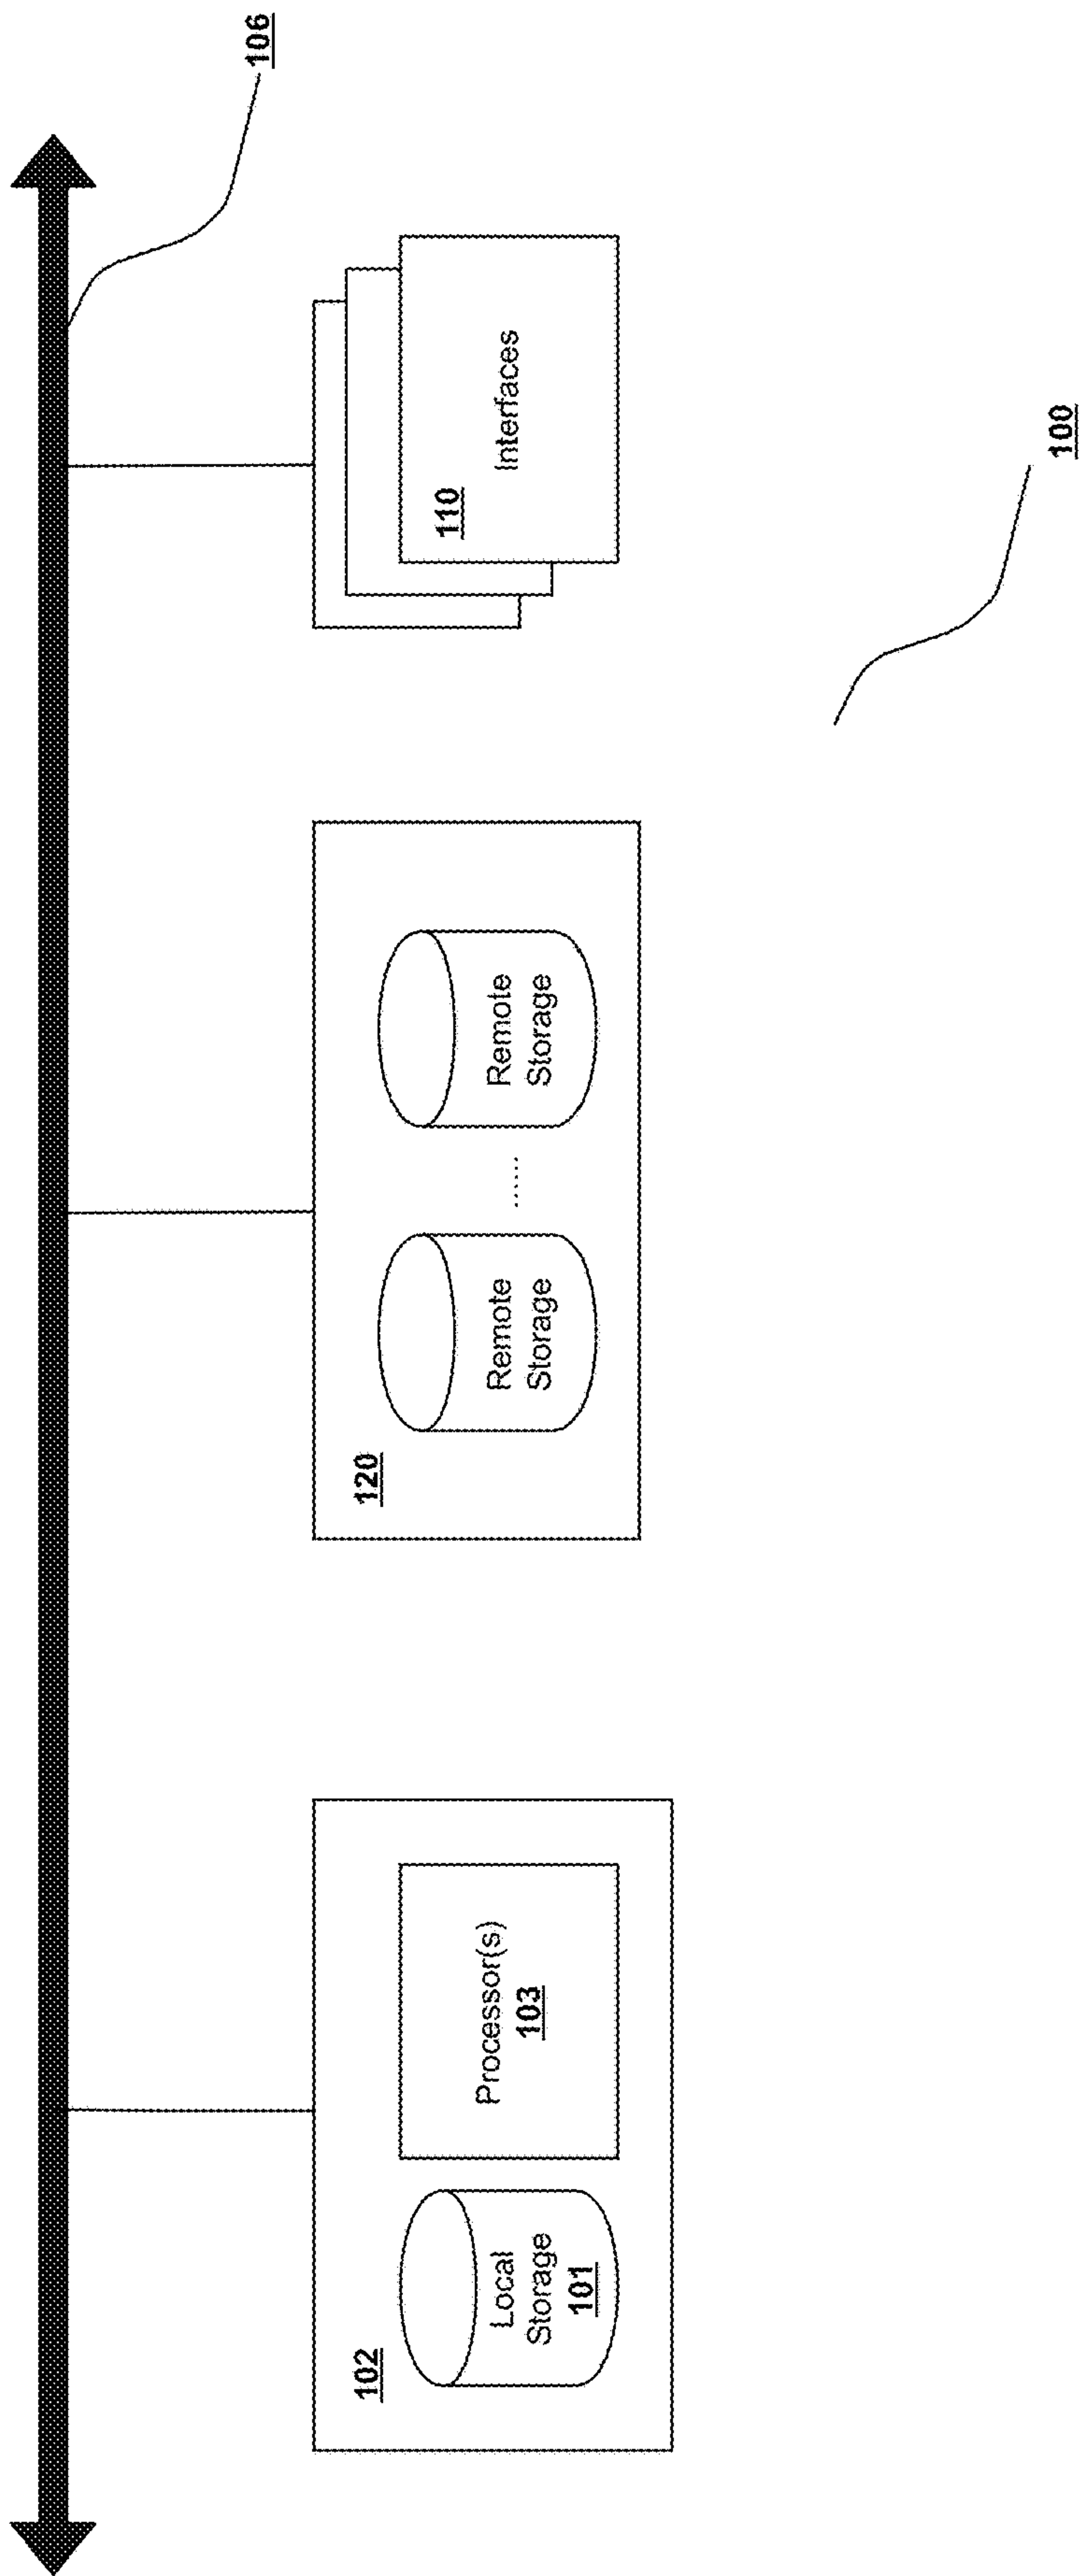 106
102
Local
Storage
101
Processor(s)
103
120
Remote
Storage
......
Remote
Storage
110
Interfaces
100